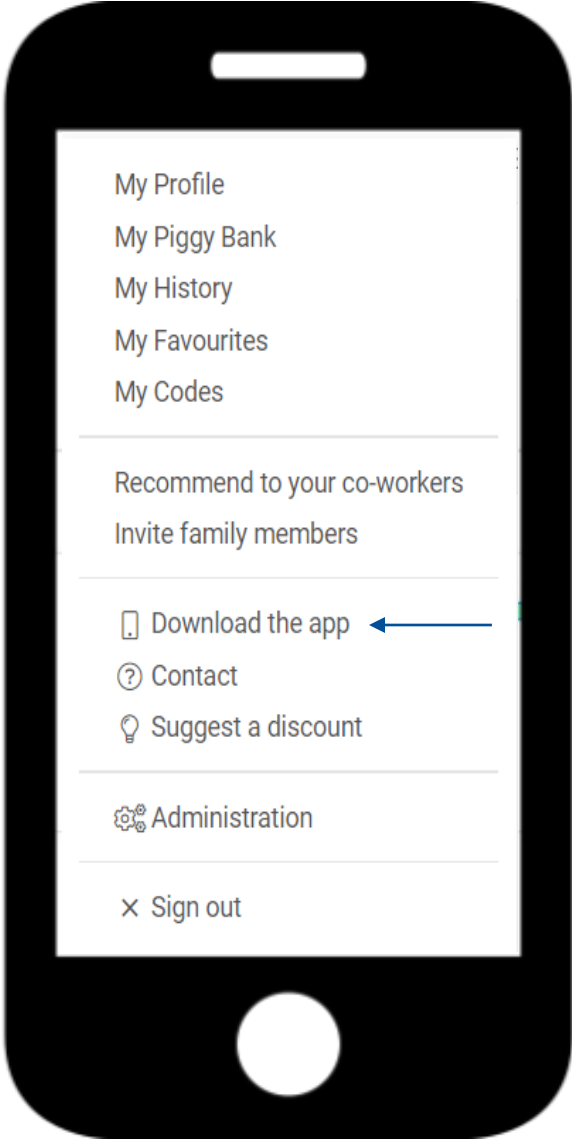 My Profile
My Piggy Bank
My History
My Favourites
My Codes
Recommend to your co-workers
Invite family members
Download the app
Contact
Suggest a discount
Administration
Sign out